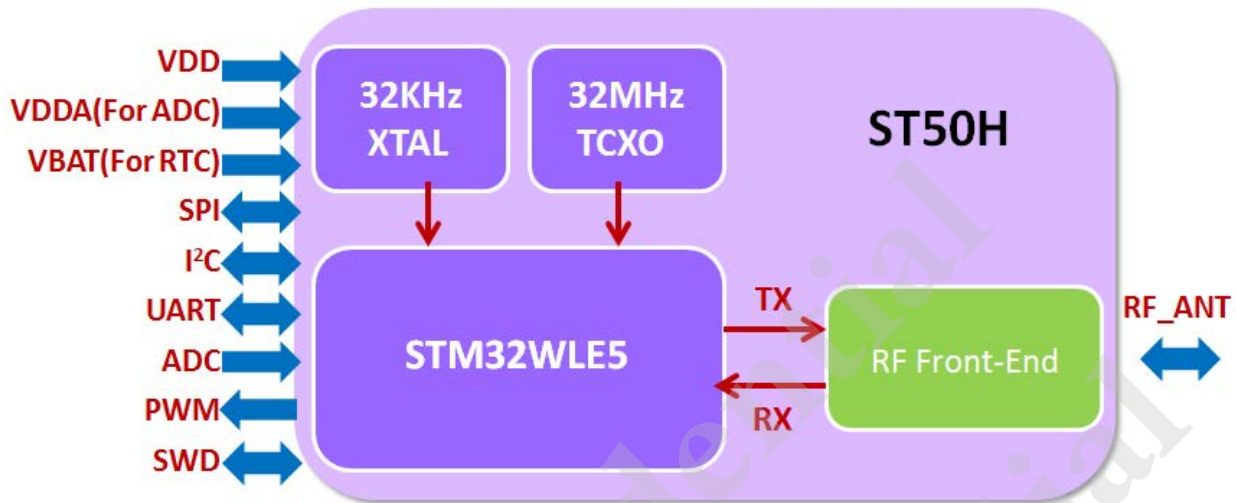 VDD
VDDA(For ADC)
VBAT(For RTC)
SPI
I²C
UART
ADC
PWM
SWD
32KHz
XTAL
32MHz
TCXO
ST50H
STM32WLE5
TX
RX
RF Front-End
RF_ANT